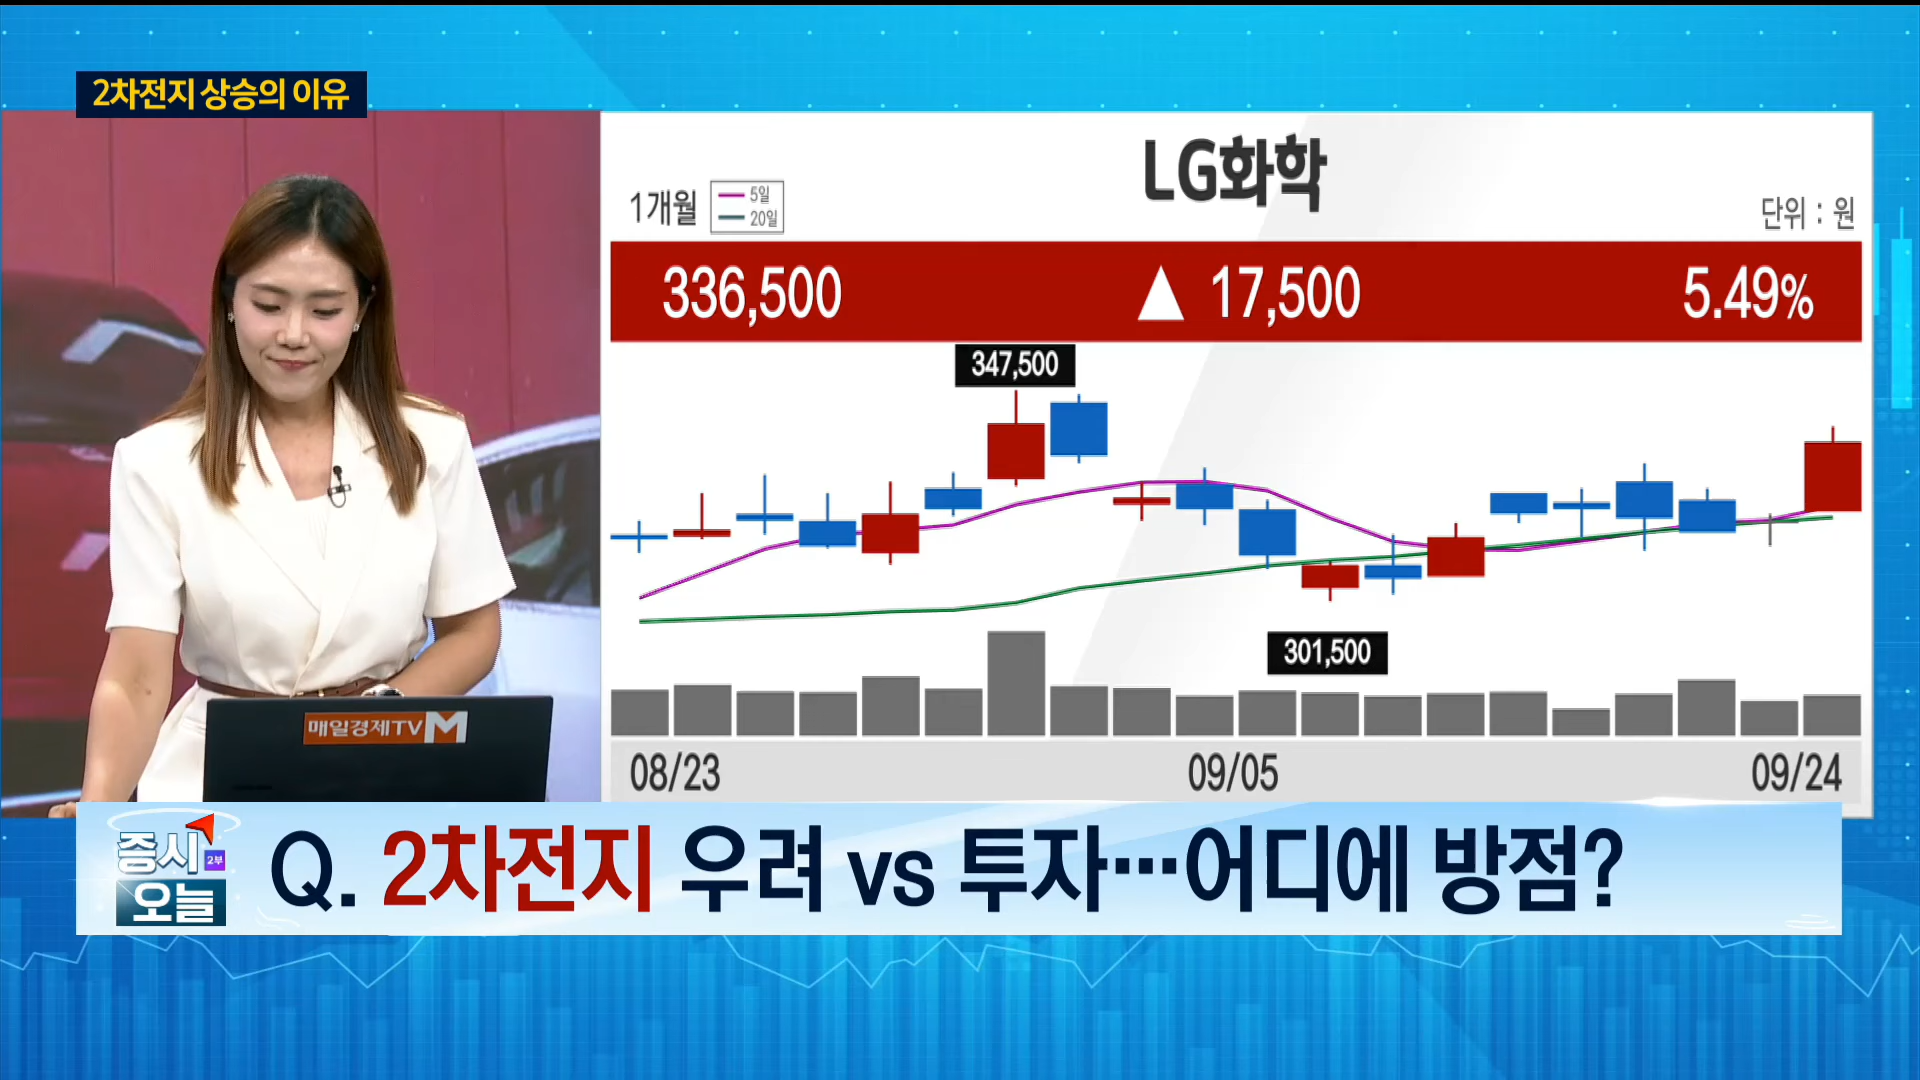 2차전지 상승의 이유
LG화학
1개월
5일
20일
단위 : 원
336,500 ▲ 17,500 5.49%
347,500
301,500
08/23 09/05 09/24
매일경제TV M
증시 2부
오늘
Q. 2차전지 우려 vs 투자…어디에 방점?